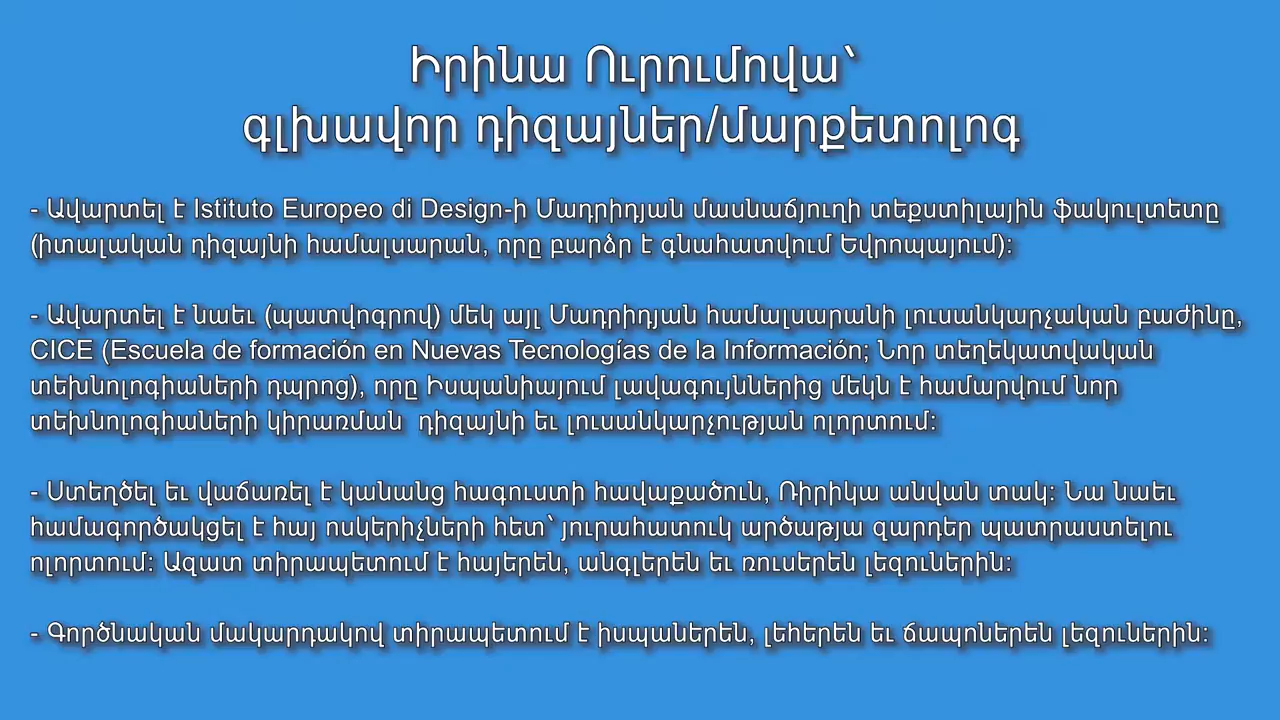 Իրինա Ուրումովա՝
գլխավոր դիզայներ/մարքետոլոգ
- Ավարտել է Istituto Europeo di Design-ի Մադրիդյան մասնաճյուղի տեքստիլային ֆակուլտետը
(իտալական դիզայնի համալսարան, որը բարձր է գնահատվում Եվրոպայում):
- Ավարտել է նաեւ (պատվոգրով) մեկ այլ Մադրիդյան համալսարանի լուսանկարչական բաժինը,
CICE (Escuela de formación en Nuevas Tecnologías de la Información; Նոր տեղեկատվական
տեխնոլոգիաների դպրոց), որը Իսպանիայում լավագույններից մեկն է համարվում նոր
տեխնոլոգիաների կիրառման  դիզայնի եւ լուսանկարչության ոլորտում:
- Ստեղծել եւ վաճառել է կանանց հագուստի հավաքածուն, Ռիրիկա անվան տակ: Նա նաեւ
համագործակցել է հայ ոսկերիչների հետ՝ յուրահատուկ արծաթյա զարդեր պատրաստելու
ոլորտում: Ազատ տիրապետում է հայերեն, անգլերեն եւ ռուսերեն լեզուներին:
- Գործնական մակարդակով տիրապետում է իսպաներեն, լեհերեն եւ ճապոներեն լեզուներին: